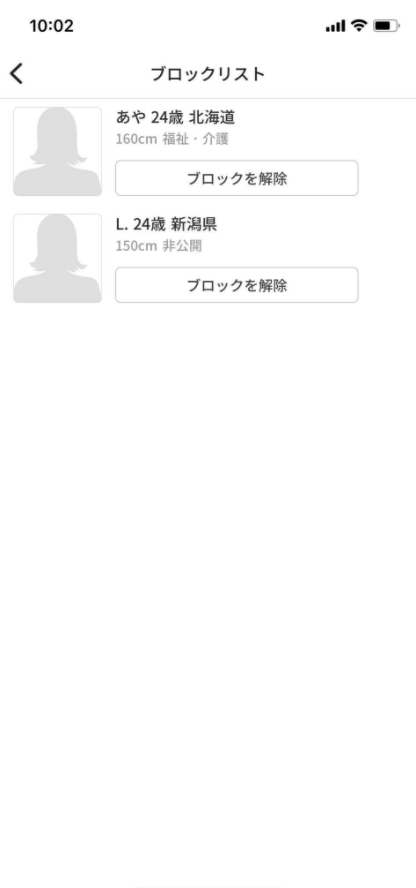 10:02
ブロックリスト
あや 24歳 北海道
160cm 福祉・介護
ブロックを解除
L. 24歳 新潟県
150cm 非公開
ブロックを解除